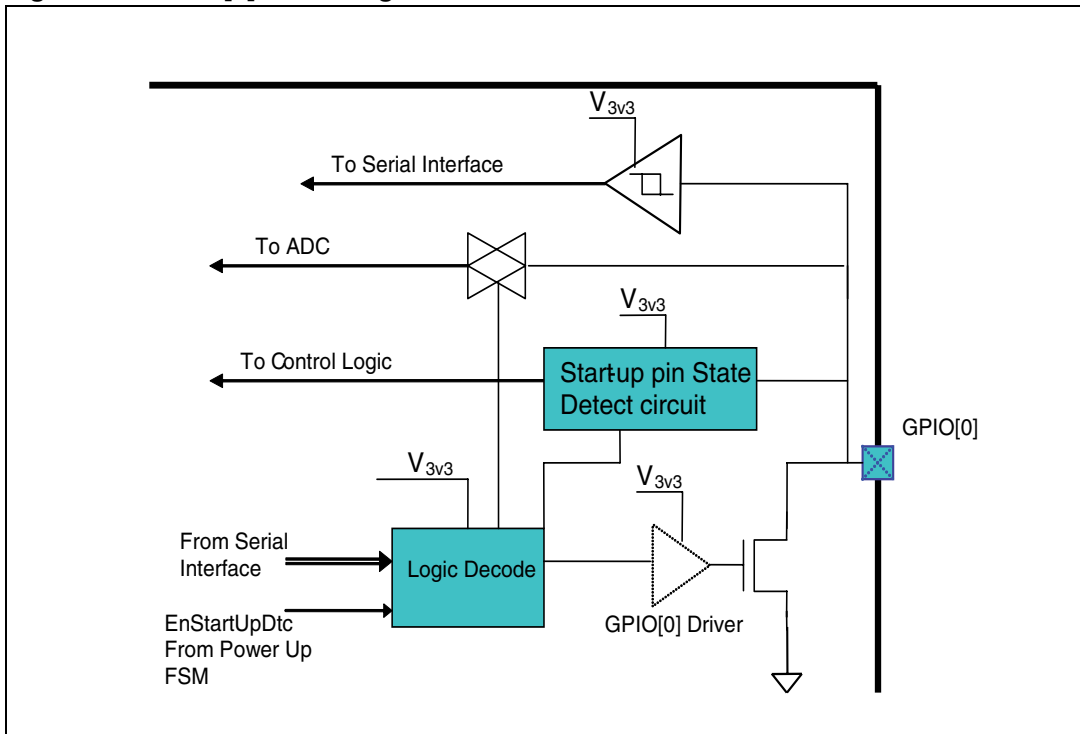 V3v3
To Serial Interface
To ADC
V3v3
To Control Logic
Start-up pin State
Detect circuit
GPIO[0]
V3v3
V3v3
From Serial
Interface
Logic Decode
EnStartUpDtc
From Power Up
FSM
GPIO[0] Driver